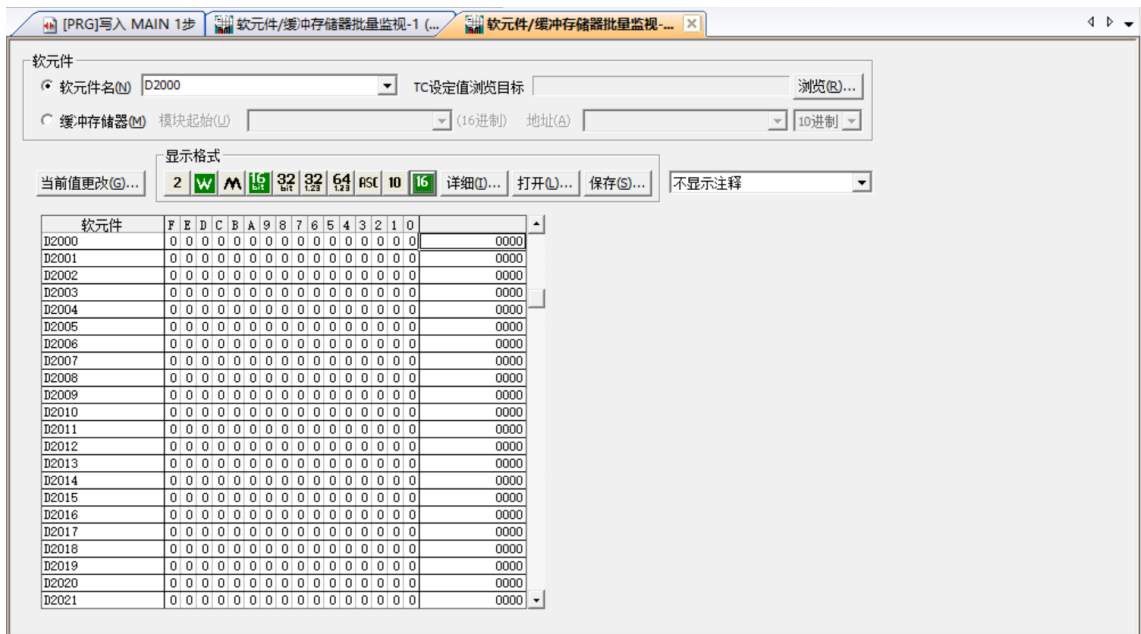 [PRG]写入 MAIN 1步 软元件/缓冲存储器批量监视-1 (... 软元件/缓冲存储器批量监视-...
软元件
软元件名(N) D2000 TC设定值浏览目标 浏览(R)...
缓冲存储器(M) 模块起始(U) (16进制) 地址(A) 10进制
显示格式
当前值更改(G)... 2 W M 16 bit 32 bit 32 1.23 64 1.23 ASC 10 16 详细(I)... 打开(L)... 保存(S)... 不显示注释
软元件 F E D C B A 9 8 7 6 5 4 3 2 1 0
D2000 0 0 0 0 0 0 0 0 0 0 0 0 0 0 0 0 0000
D2001 0 0 0 0 0 0 0 0 0 0 0 0 0 0 0 0 0000
D2002 0 0 0 0 0 0 0 0 0 0 0 0 0 0 0 0 0000
D2003 0 0 0 0 0 0 0 0 0 0 0 0 0 0 0 0 0000
D2004 0 0 0 0 0 0 0 0 0 0 0 0 0 0 0 0 0000
D2005 0 0 0 0 0 0 0 0 0 0 0 0 0 0 0 0 0000
D2006 0 0 0 0 0 0 0 0 0 0 0 0 0 0 0 0 0000
D2007 0 0 0 0 0 0 0 0 0 0 0 0 0 0 0 0 0000
D2008 0 0 0 0 0 0 0 0 0 0 0 0 0 0 0 0 0000
D2009 0 0 0 0 0 0 0 0 0 0 0 0 0 0 0 0 0000
D2010 0 0 0 0 0 0 0 0 0 0 0 0 0 0 0 0 0000
D2011 0 0 0 0 0 0 0 0 0 0 0 0 0 0 0 0 0000
D2012 0 0 0 0 0 0 0 0 0 0 0 0 0 0 0 0 0000
D2013 0 0 0 0 0 0 0 0 0 0 0 0 0 0 0 0 0000
D2014 0 0 0 0 0 0 0 0 0 0 0 0 0 0 0 0 0000
D2015 0 0 0 0 0 0 0 0 0 0 0 0 0 0 0 0 0000
D2016 0 0 0 0 0 0 0 0 0 0 0 0 0 0 0 0 0000
D2017 0 0 0 0 0 0 0 0 0 0 0 0 0 0 0 0 0000
D2018 0 0 0 0 0 0 0 0 0 0 0 0 0 0 0 0 0000
D2019 0 0 0 0 0 0 0 0 0 0 0 0 0 0 0 0 0000
D2020 0 0 0 0 0 0 0 0 0 0 0 0 0 0 0 0 0000
D2021 0 0 0 0 0 0 0 0 0 0 0 0 0 0 0 0 0000